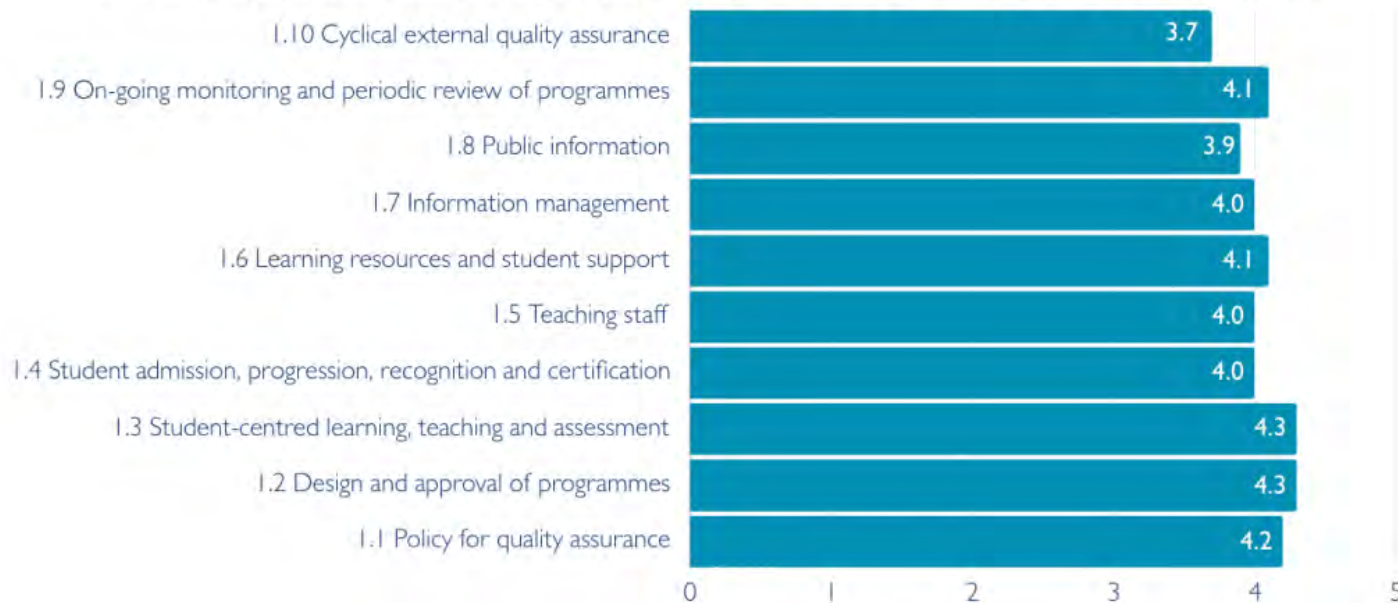 1.10 Cyclical external quality assurance 3.7
1.9 On-going monitoring and periodic review of programmes 4.1
1.8 Public information 3.9
1.7 Information management 4.0
1.6 Learning resources and student support 4.1
1.5 Teaching staff 4.0
1.4 Student admission, progression, recognition and certification 4.0
1.3 Student-centred learning, teaching and assessment 4.3
1.2 Design and approval of programmes 4.3
1.1 Policy for quality assurance 4.2
0 1 2 3 4 5